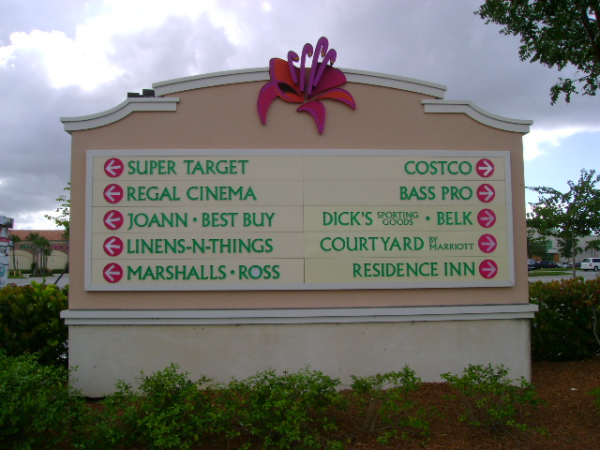 SUPER TARGET
REGAL CINEMA
JOANN • BEST BUY
LINENS-N-THINGS
MARSHALLS • ROSS
COSTCO
BASS PRO
DICK'S SPORTING GOODS • BELK
COURTYARD BY MARRIOTT
RESIDENCE INN